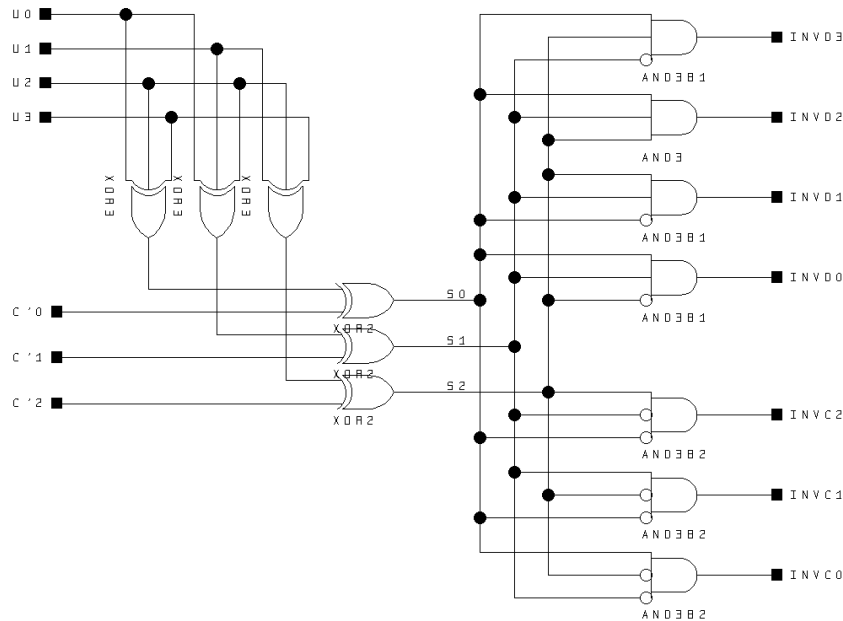 U0
U1
U2
U3
XOR3
XOR3
XOR3
C'0
C'1
C'2
XOR2
XOR2
XOR2
S0
S1
S2
AND3B1
AND3
AND3B1
AND3B1
AND3B2
AND3B2
AND3B2
INVD3
INVD2
INVD1
INVD0
INVC2
INVC1
INVC0